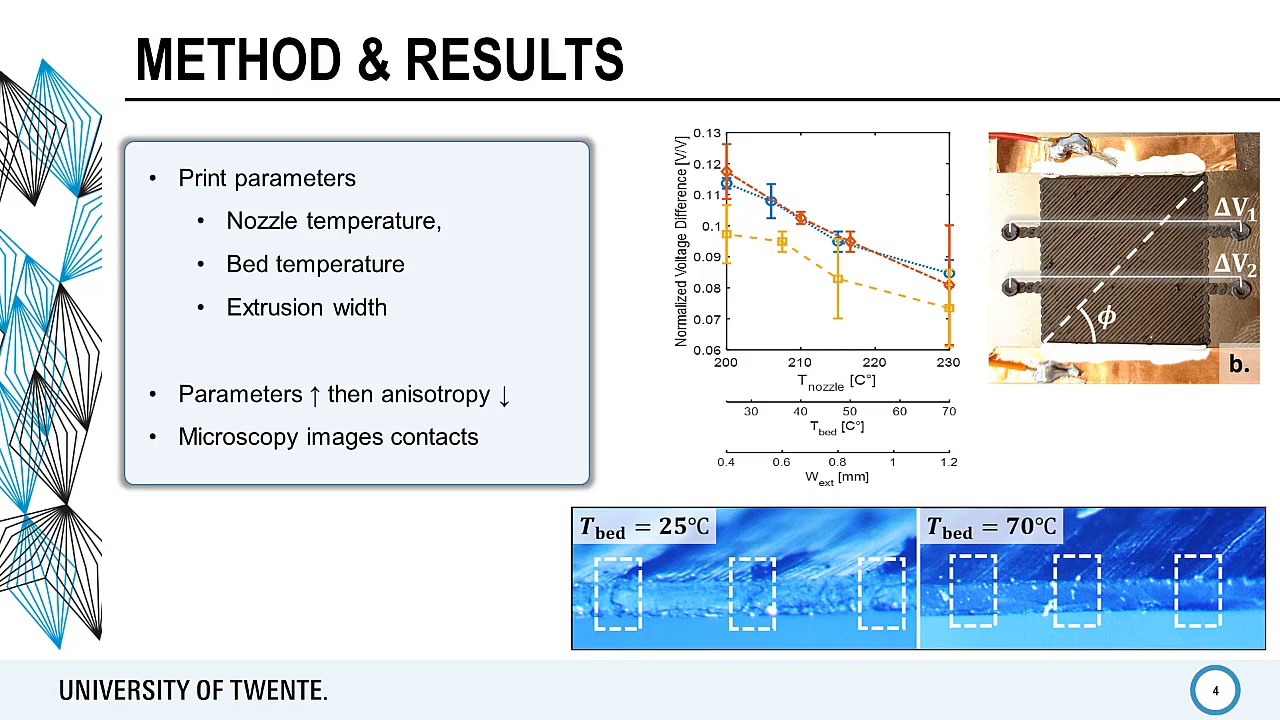 METHOD & RESULTS
• Print parameters
• Nozzle temperature,
• Bed temperature
• Extrusion width
• Parameters ↑ then anisotropy ↓
• Microscopy images contacts
Normalized Voltage Difference [V/V]
0.13
0.12
0.11
0.1
0.09
0.08
0.07
0.06
200 210 220 230
T_nozzle [C°]
30 40 50 60 70
T_bed [C°]
0.4 0.6 0.8 1 1.2
W_ext [mm]
ΔV₁
ΔV₂
ϕ
b.
T_bed = 25°C
T_bed = 70°C
UNIVERSITY OF TWENTE.
4